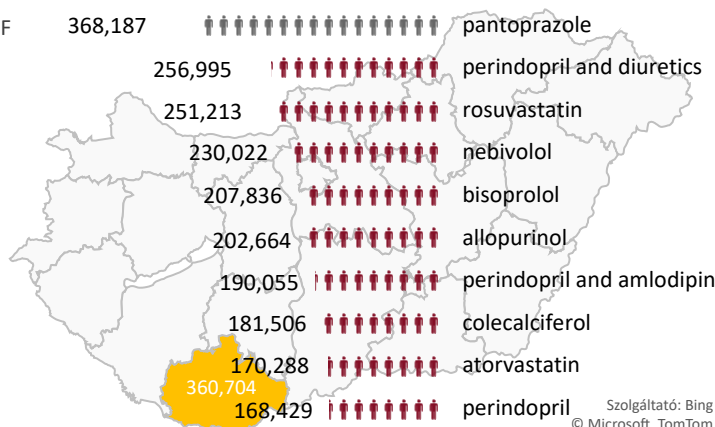 F 368,187 pantoprazole
256,995 perindopril and diuretics
251,213 rosuvastatin
230,022 nebivolol
207,836 bisoprolol
202,664 allopurinol
190,055 perindopril and amlodipin
181,506 colecalciferol
170,288 atorvastatin
360,704
168,429 perindopril
Szolgáltató: Bing
© Microsoft, TomTom